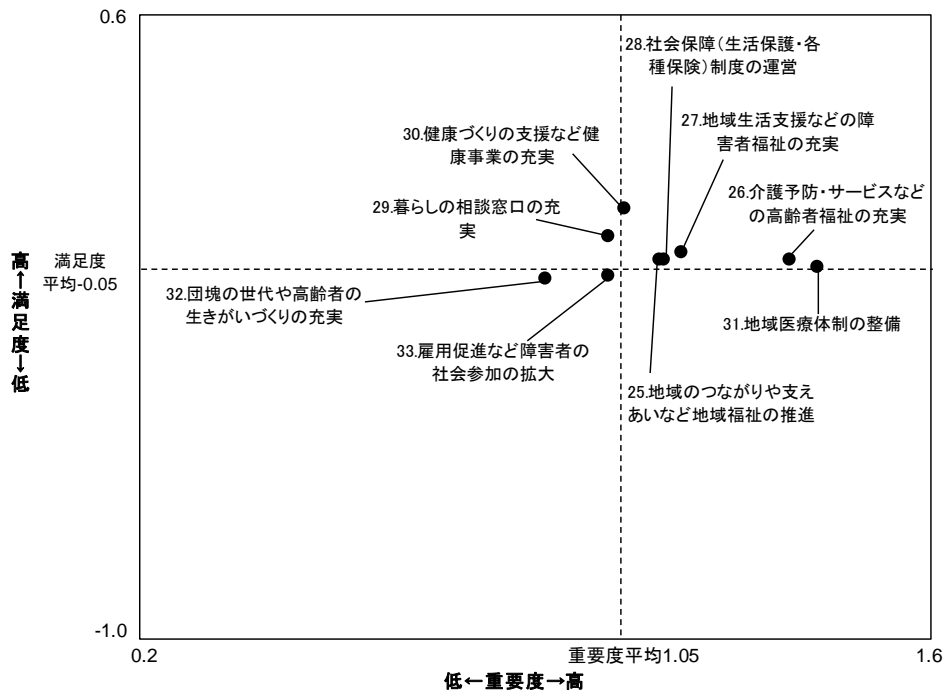 0.6
28.社会保障（生活保護・各
種保険）制度の運営
30.健康づくりの支援など健
康事業の充実
27.地域生活支援などの障
害者福祉の充実
29.暮らしの相談窓口の充
実
26.介護予防・サービスなど
の高齢者福祉の充実
高←満足度→低
満足度
平均-0.05
32.団塊の世代や高齢者の
生きがいづくりの充実
31.地域医療体制の整備
33.雇用促進など障害者の
社会参加の拡大
25.地域のつながりや支え
あいなど地域福祉の推進
-1.0
0.2
重要度平均1.05
1.6
低←重要度→高